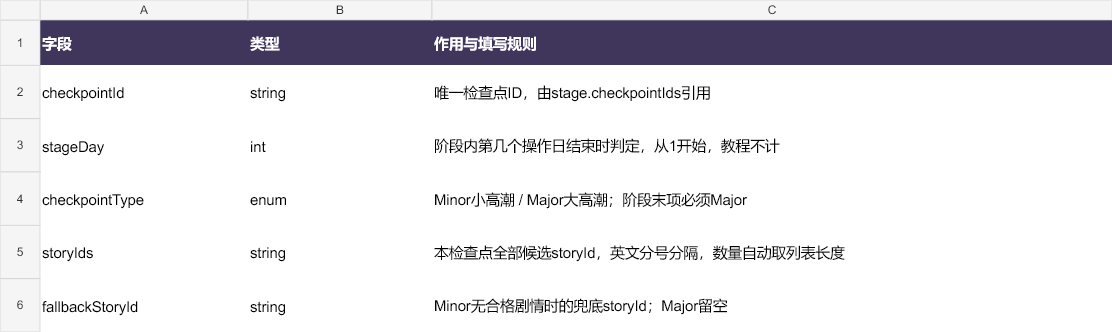 A B C
1 字段 类型 作用与填写规则
2 checkpointId string 唯一检查点ID，由stage.checkpointIds引用
3 stageDay int 阶段内第几个操作日结束时判定，从1开始，教程不计
4 checkpointType enum Minor小高潮 / Major大高潮；阶段末项必须Major
5 storyIds string 本检查点全部候选storyId，英文分号分隔，数量自动取列表长度
6 fallbackStoryId string Minor无合格剧情时的兜底storyId；Major留空